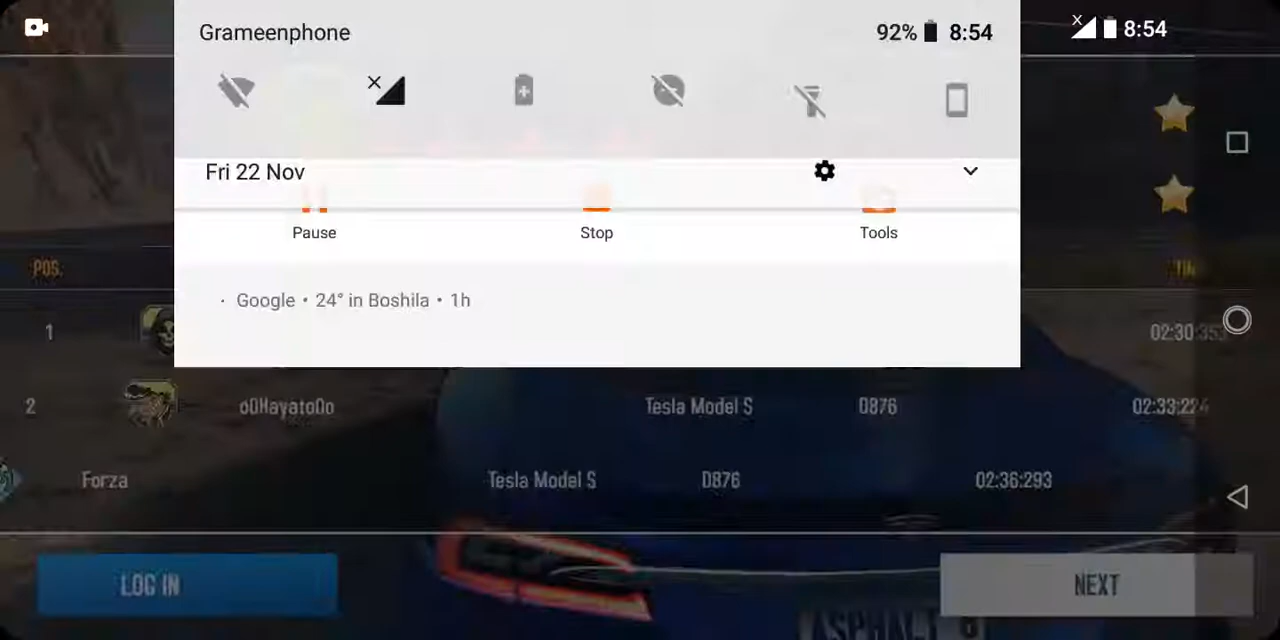 Grameenphone 92% 8:54
8:54
Fri 22 Nov
Pause Stop Tools
POS.
· Google • 24° in Boshila • 1h
1 02:30:353
2 o0HayatoOo Tesla Model S D876 02:33:224
Forza Tesla Model S D876 02:36:293
LOG IN NEXT
ASPHALT 8